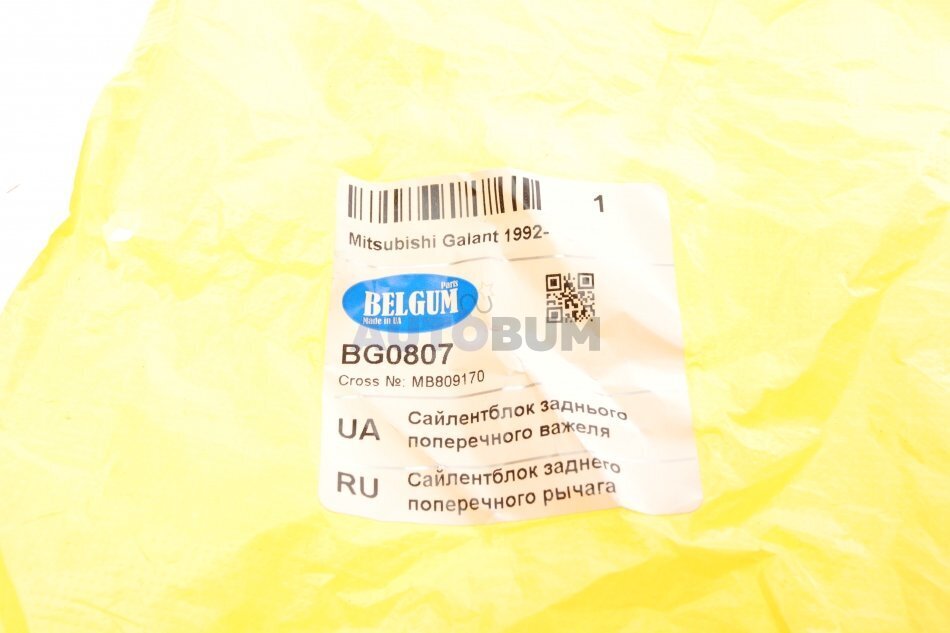 1
Mitsubishi Galant 1992-
Parts
BELGUM
Made in UA
AUTOBUM
BG0807
Cross №: MB809170
UA
Сайлентблок заднього
поперечного важеля
RU
Сайлентблок заднего
поперечного рычага